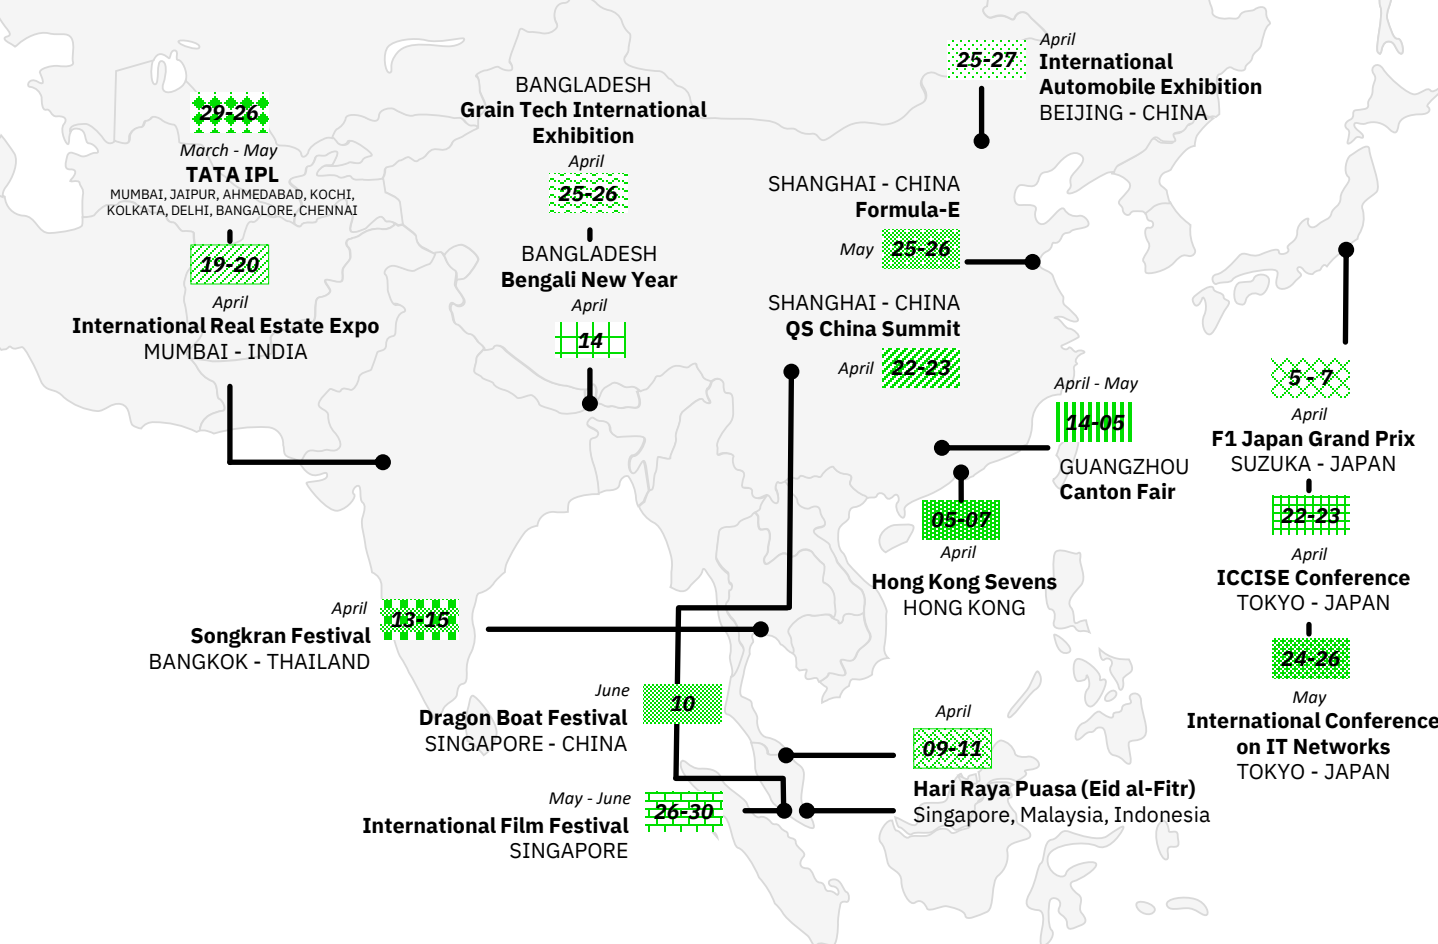 April
25-27
International
Automobile Exhibition
BEIJING - CHINA
29-26
March - May
TATA IPL
MUMBAI, JAIPUR, AHMEDABAD, KOCHI,
KOLKATA, DELHI, BANGALORE, CHENNAI
19-20
April
International Real Estate Expo
MUMBAI - INDIA
BANGLADESH
Grain Tech International
Exhibition
April
25-26
BANGLADESH
Bengali New Year
April
14
SHANGHAI - CHINA
Formula-E
May 25-26
SHANGHAI - CHINA
QS China Summit
April 22-23
April - May
14-05
GUANGZHOU
Canton Fair
05-07
April
Hong Kong Sevens
HONG KONG
5 - 7
April
F1 Japan Grand Prix
SUZUKA - JAPAN
22-23
April
ICCISE Conference
TOKYO - JAPAN
24-26
May
International Conference
on IT Networks
TOKYO - JAPAN
April 13-15
Songkran Festival
BANGKOK - THAILAND
June 10
Dragon Boat Festival
SINGAPORE - CHINA
May - June 26-30
International Film Festival
SINGAPORE
April
09-11
Hari Raya Puasa (Eid al-Fitr)
Singapore, Malaysia, Indonesia